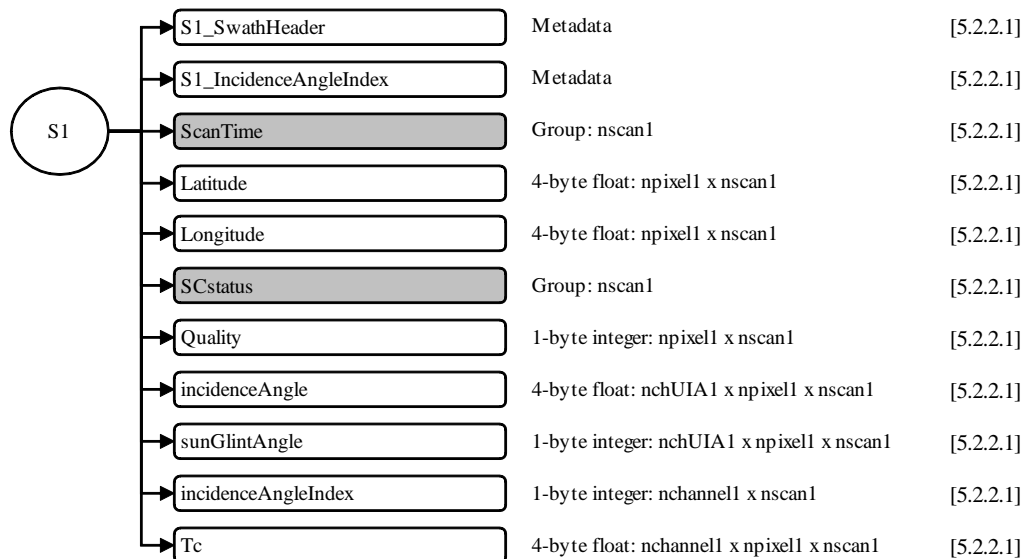 S1_SwathHeader Metadata [5.2.2.1]
S1_IncidenceAngleIndex Metadata [5.2.2.1]
S1 ScanTime Group: nscan1 [5.2.2.1]
Latitude 4-byte float: npixel1 x nscan1 [5.2.2.1]
Longitude 4-byte float: npixel1 x nscan1 [5.2.2.1]
SCstatus Group: nscan1 [5.2.2.1]
Quality 1-byte integer: npixel1 x nscan1 [5.2.2.1]
incidenceAngle 4-byte float: nchUIA1 x npixel1 x nscan1 [5.2.2.1]
sunGlintAngle 1-byte integer: nchUIA1 x npixel1 x nscan1 [5.2.2.1]
incidenceAngleIndex 1-byte integer: nchannel1 x nscan1 [5.2.2.1]
Tc 4-byte float: nchannel1 x npixel1 x nscan1 [5.2.2.1]